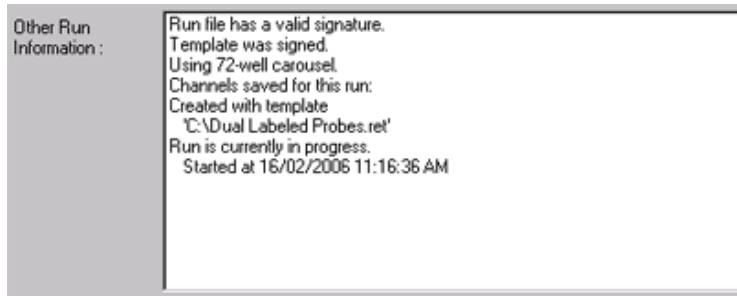 Other Run
Information :
Run file has a valid signature.
Template was signed.
Using 72-well carousel.
Channels saved for this run:
Created with template
'C:\Dual Labeled Probes.ret'
Run is currently in progress.
Started at 16/02/2006 11:16:36 AM